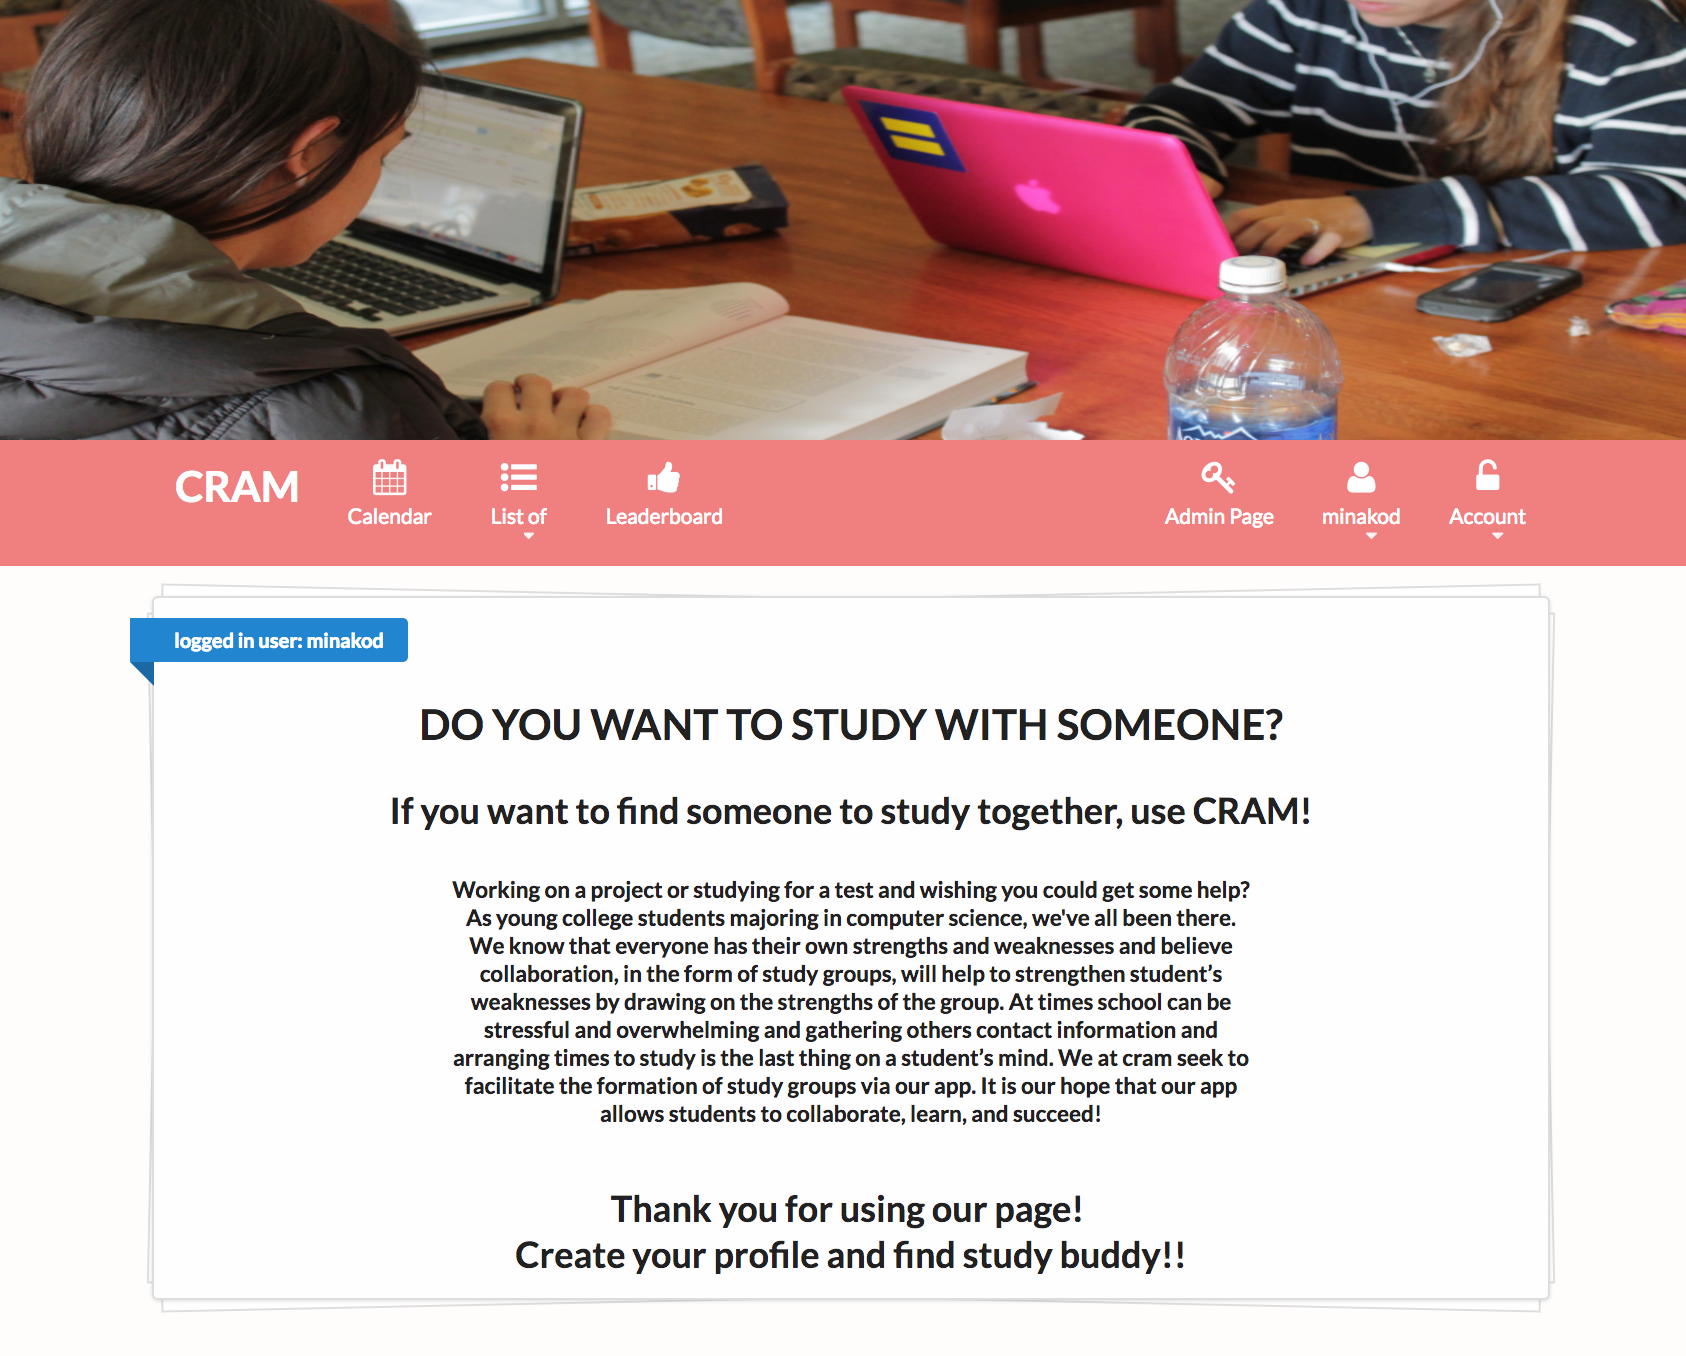 CRAM
Calendar
List of
Leaderboard
Admin Page
minakod
Account
logged in user: minakod
DO YOU WANT TO STUDY WITH SOMEONE?
If you want to find someone to study together, use CRAM!
Working on a project or studying for a test and wishing you could get some help?
As young college students majoring in computer science, we've all been there.
We know that everyone has their own strengths and weaknesses and believe
collaboration, in the form of study groups, will help to strengthen student’s
weaknesses by drawing on the strengths of the group. At times school can be
stressful and overwhelming and gathering others contact information and
arranging times to study is the last thing on a student’s mind. We at cram seek to
facilitate the formation of study groups via our app. It is our hope that our app
allows students to collaborate, learn, and succeed!
Thank you for using our page!
Create your profile and find study buddy!!